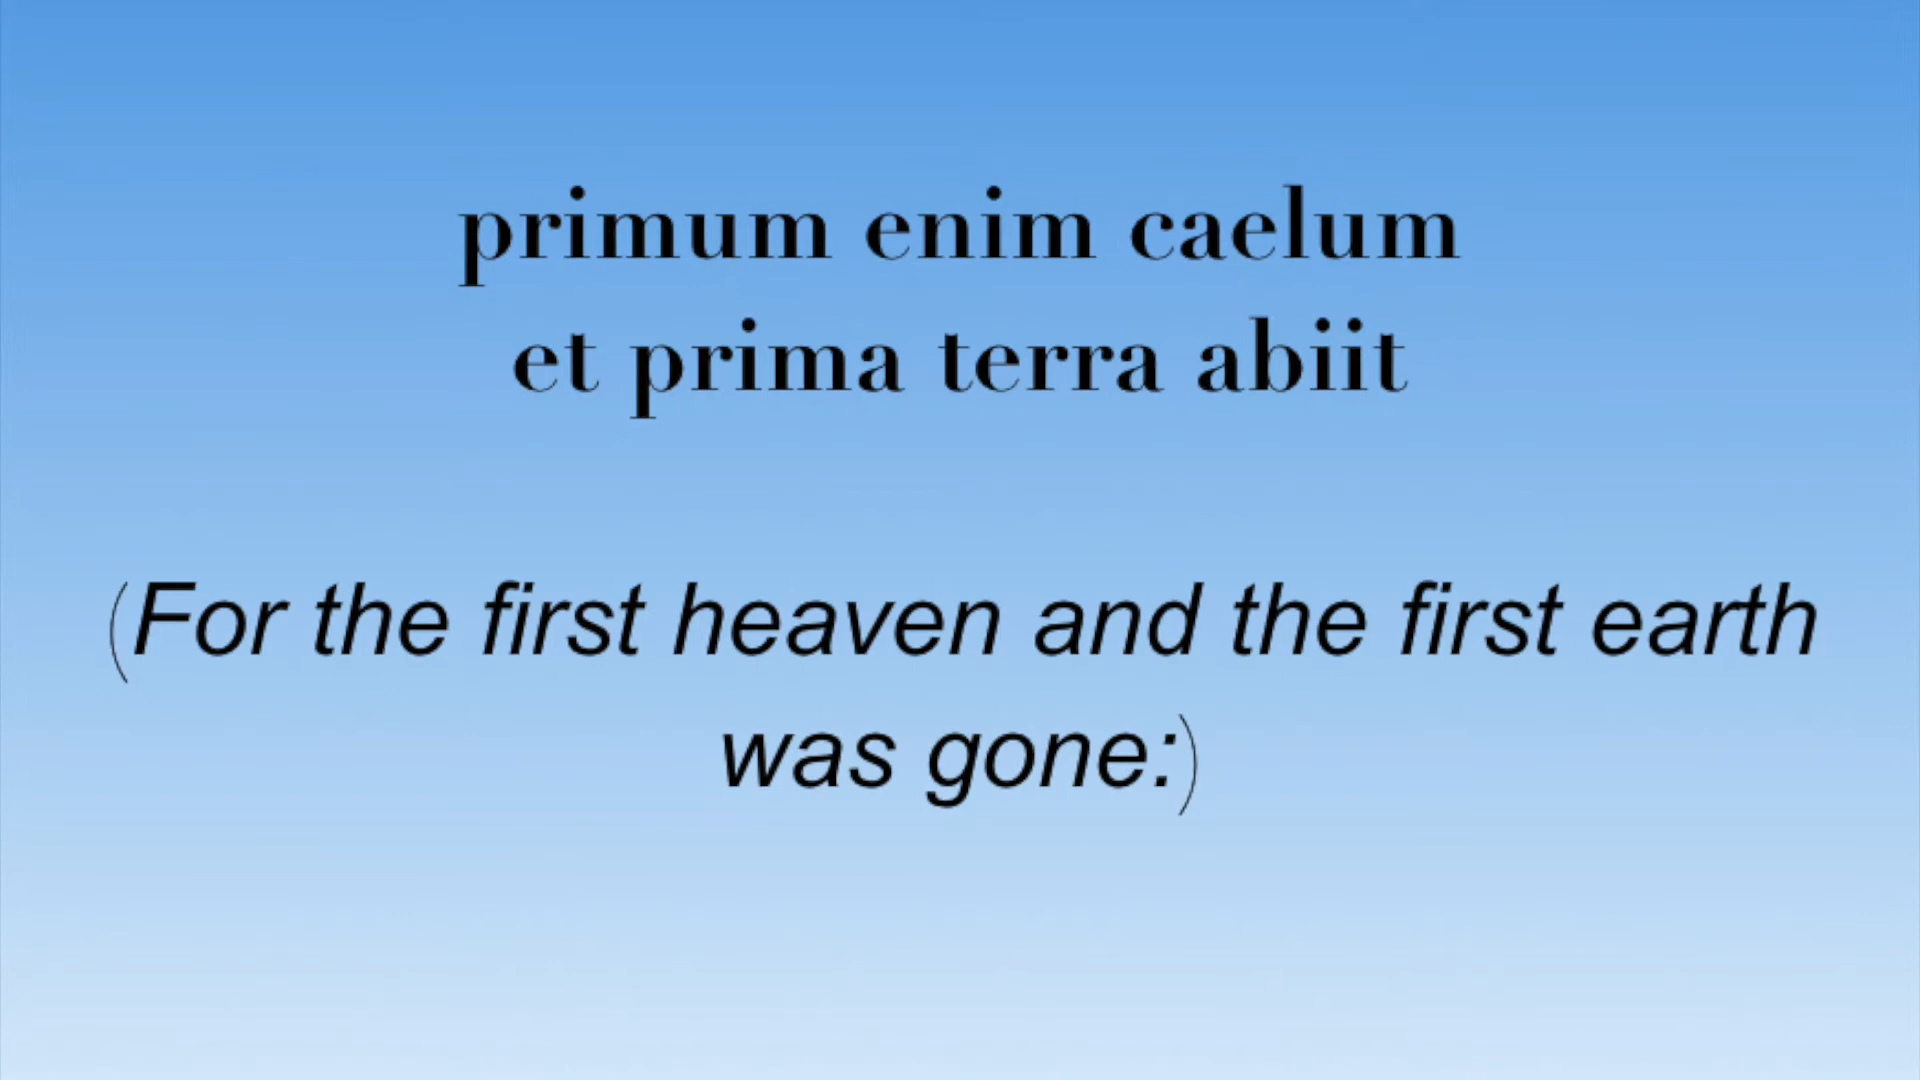 primum enim caelum
et prima terra abiit
(For the first heaven and the first earth
was gone:)